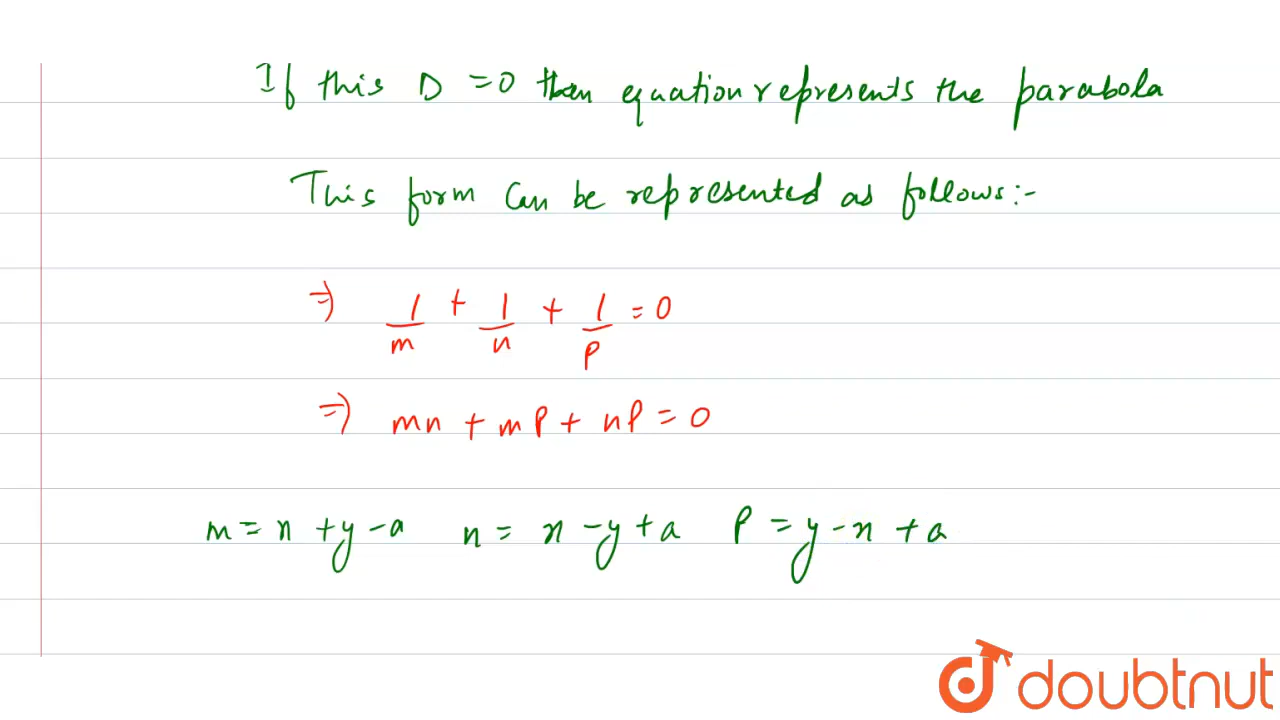 If this D = 0 then equation represents the parabola
This form can be represented as follows:-
⇒ 1/m + 1/n + 1/p = 0
⇒ mn + mp + np = 0
m = x + y - a n = x - y + a p = y - x + a
doubtnut